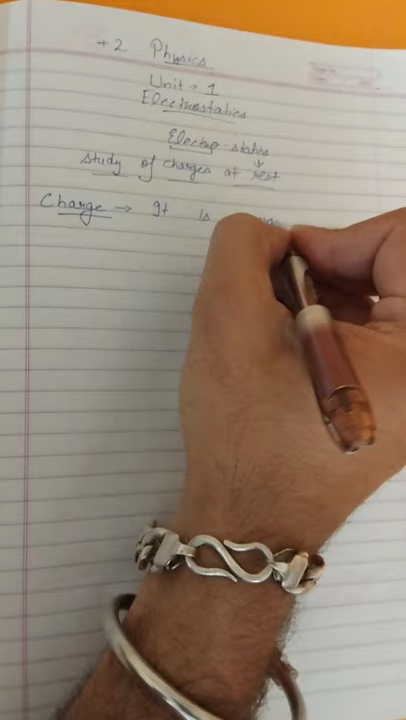 +2 Physics
Unit → 1
Electrostatics
Electro-statics
study of charges at rest
Charge → It is